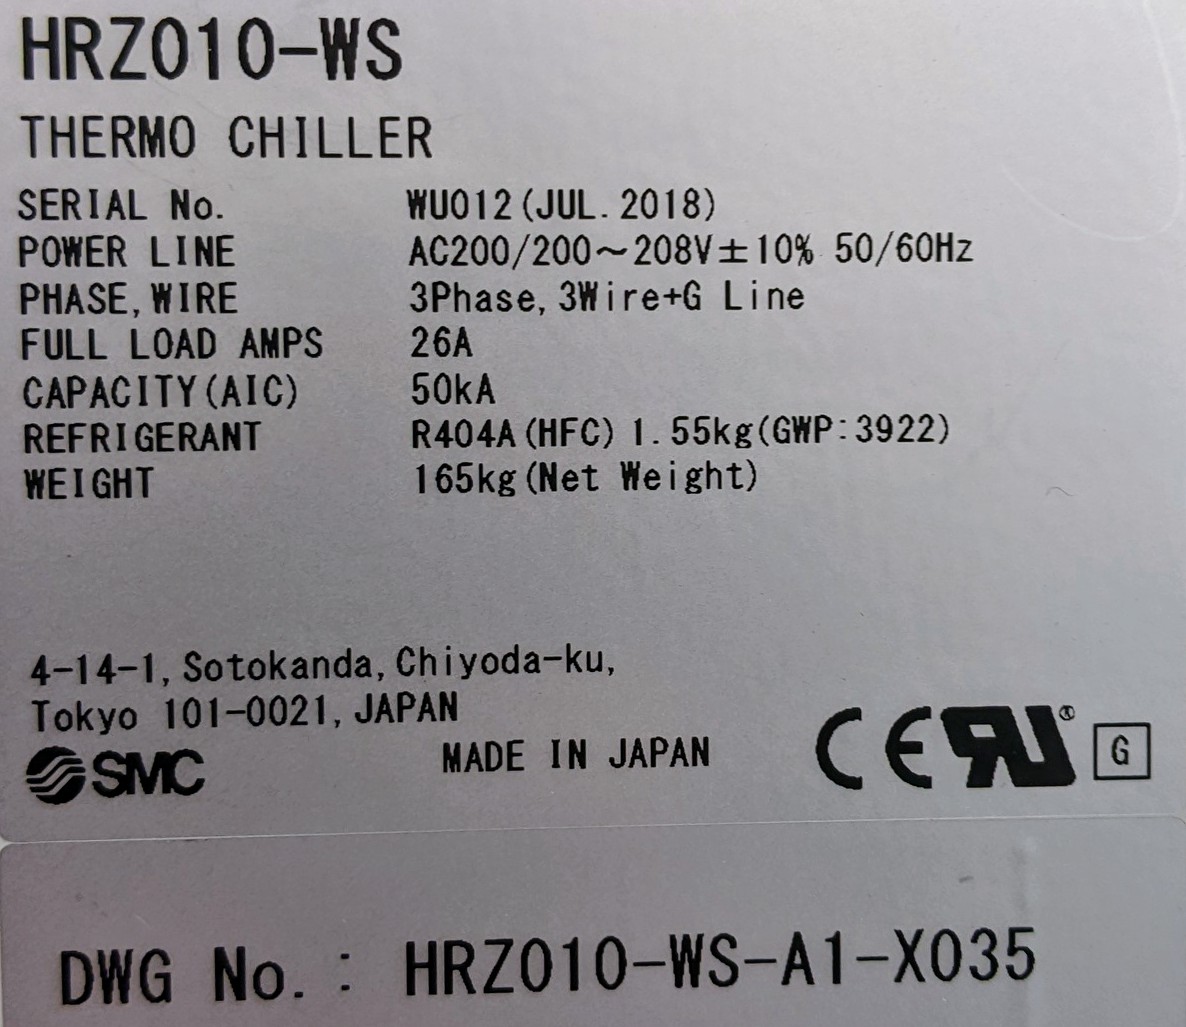 HRZ010-WS
THERMO CHILLER
SERIAL No. WU012(JUL.2018)
POWER LINE AC200/200～208V±10% 50/60Hz
PHASE,WIRE 3Phase,3Wire+G Line
FULL LOAD AMPS 26A
CAPACITY(AIC) 50kA
REFRIGERANT R404A(HFC) 1.55kg(GWP:3922)
WEIGHT 165kg(Net Weight)
4-14-1,Sotokanda,Chiyoda-ku,
Tokyo 101-0021,JAPAN
SMC MADE IN JAPAN CE RU® G
DWG No.: HRZ010-WS-A1-X035